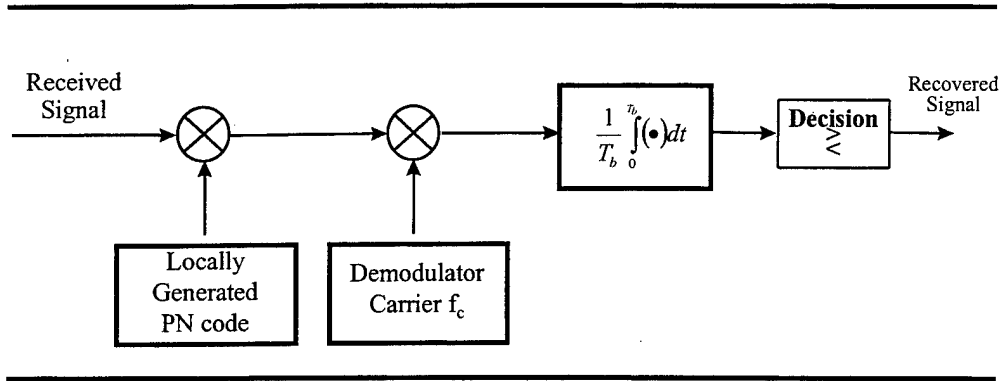 Received
Signal
Recovered
Signal
1/T_b ∫_0^{T_b} (•)dt
Decision
>
<
Locally
Generated
PN code
Demodulator
Carrier f_c